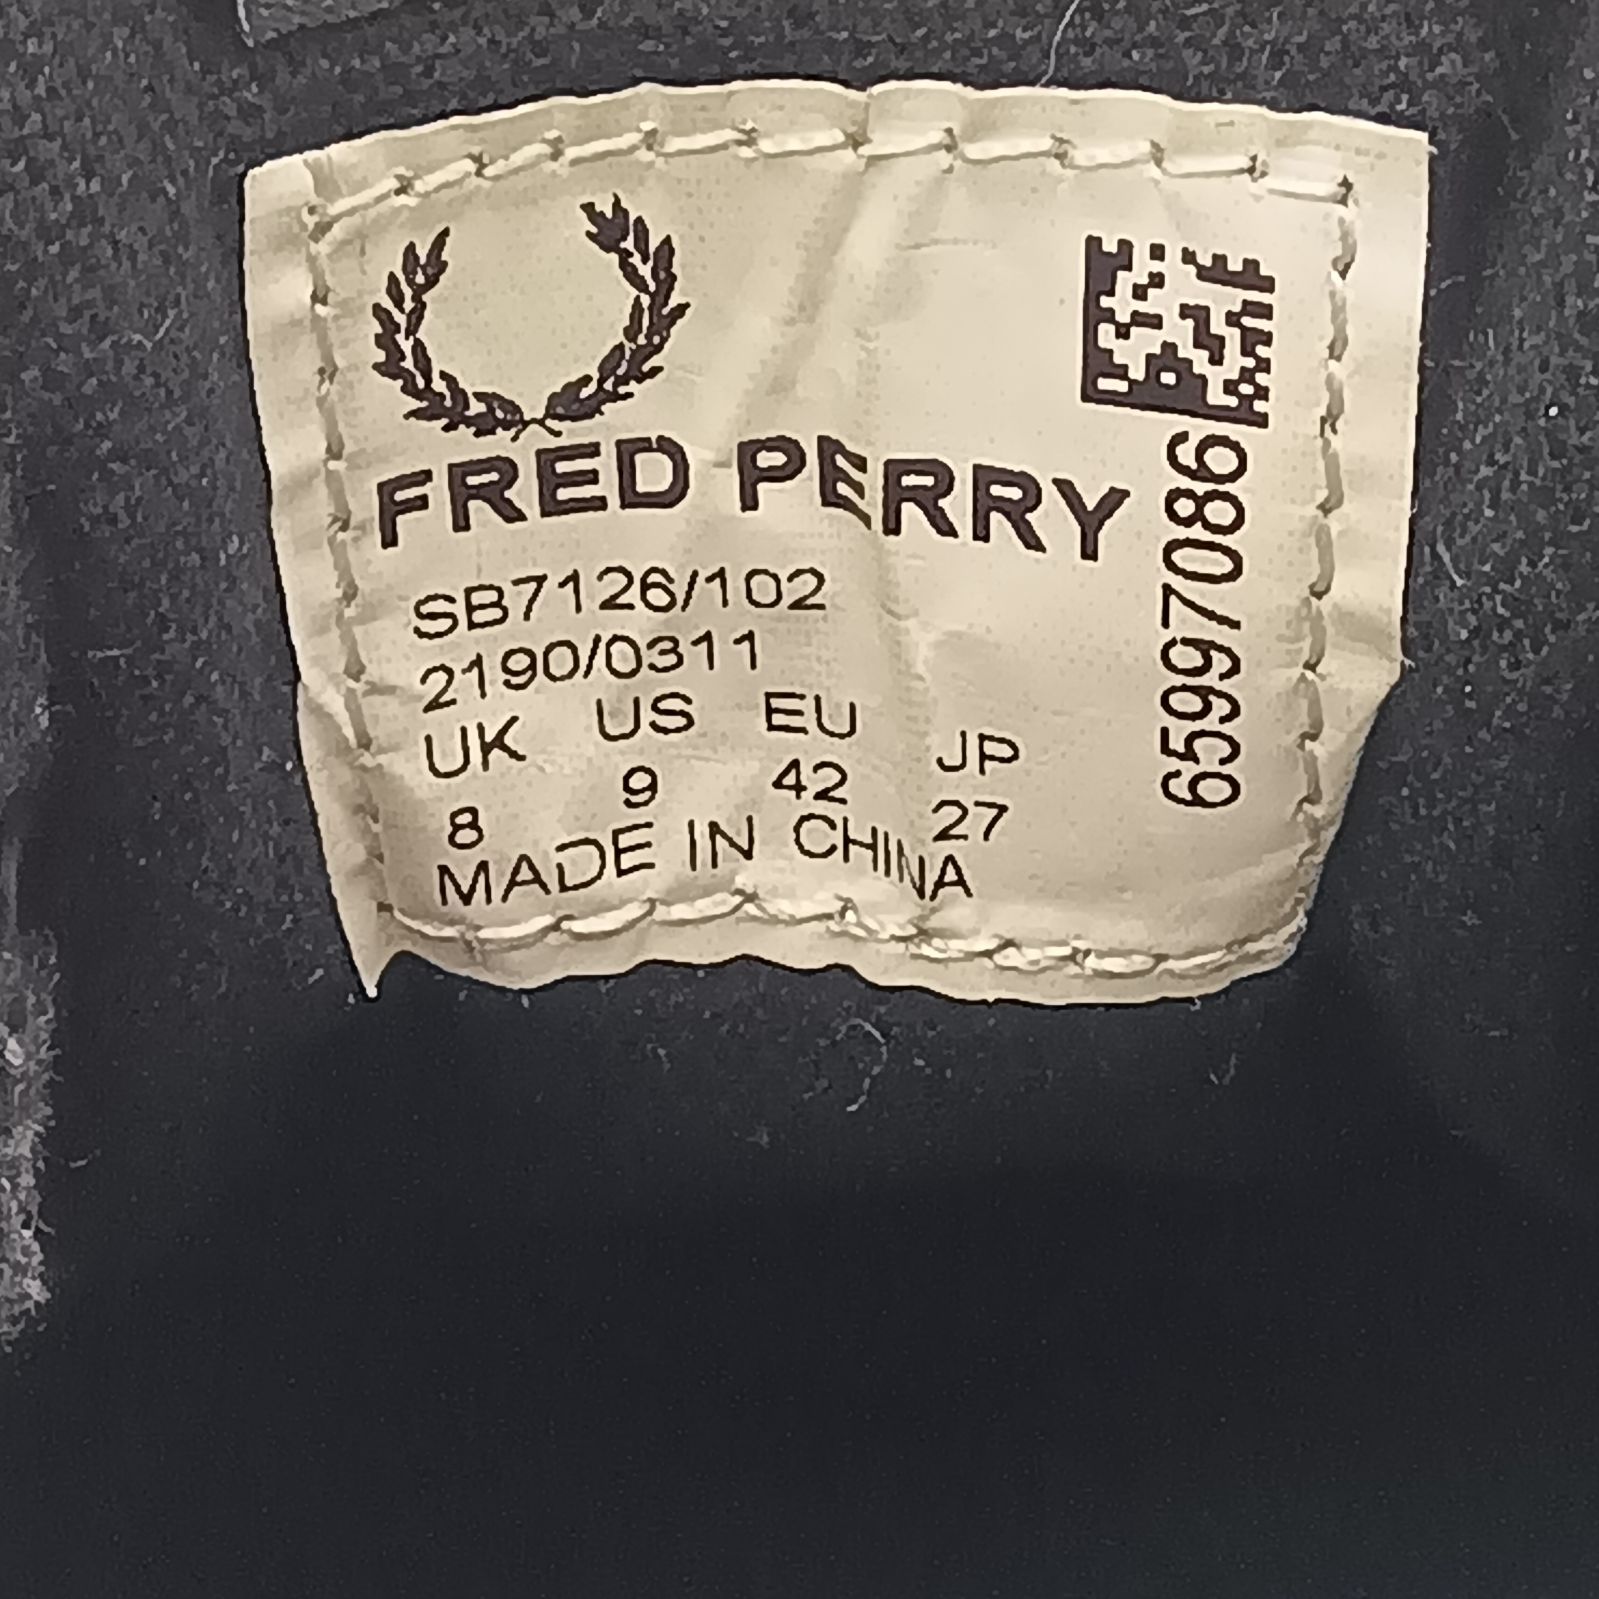 FRED PERRY
SB7126/102
2190/0311
UK US EU JP
8 9 42 27
MADE IN CHINA
65997086